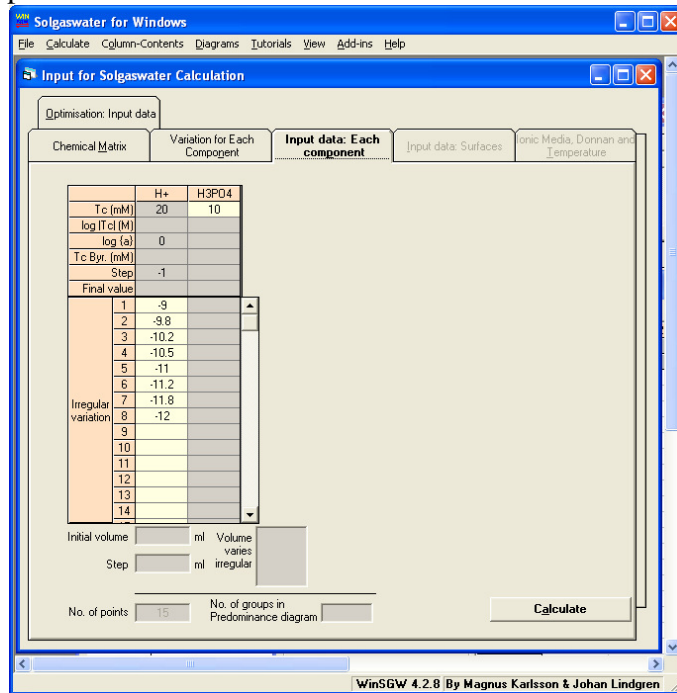 Solgaswater for Windows
File Calculate Column-Contents Diagrams Tutorials View Add-ins Help
Input for Solgaswater Calculation
Optimisation: Input data
Chemical Matrix
Variation for Each Component
Input data: Each component
Input data: Surfaces
Ionic Media, Donnan and Temperature
H+ H3PO4
Tc (mM) 20 10
log |Tc| (M)
log {a} 0
Tc Byr. (mM)
Step -1
Final value
Irregular variation
1 -9
2 -9.8
3 -10.2
4 -10.5
5 -11
6 -11.2
7 -11.8
8 -12
9
10
11
12
13
14
Initial volume ml Volume varies irregular
Step ml
No. of points 15 No. of groups in Predominance diagram
Calculate
WinSGW 4.2.8 By Magnus Karlsson & Johan Lindgren